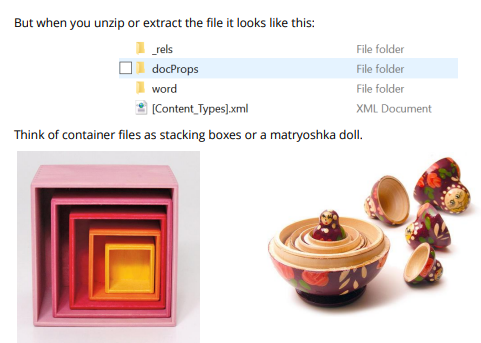 But when you unzip or extract the file it looks like this:
_rels File folder
docProps File folder
word File folder
[Content_Types].xml XML Document
Think of container files as stacking boxes or a matryoshka doll.